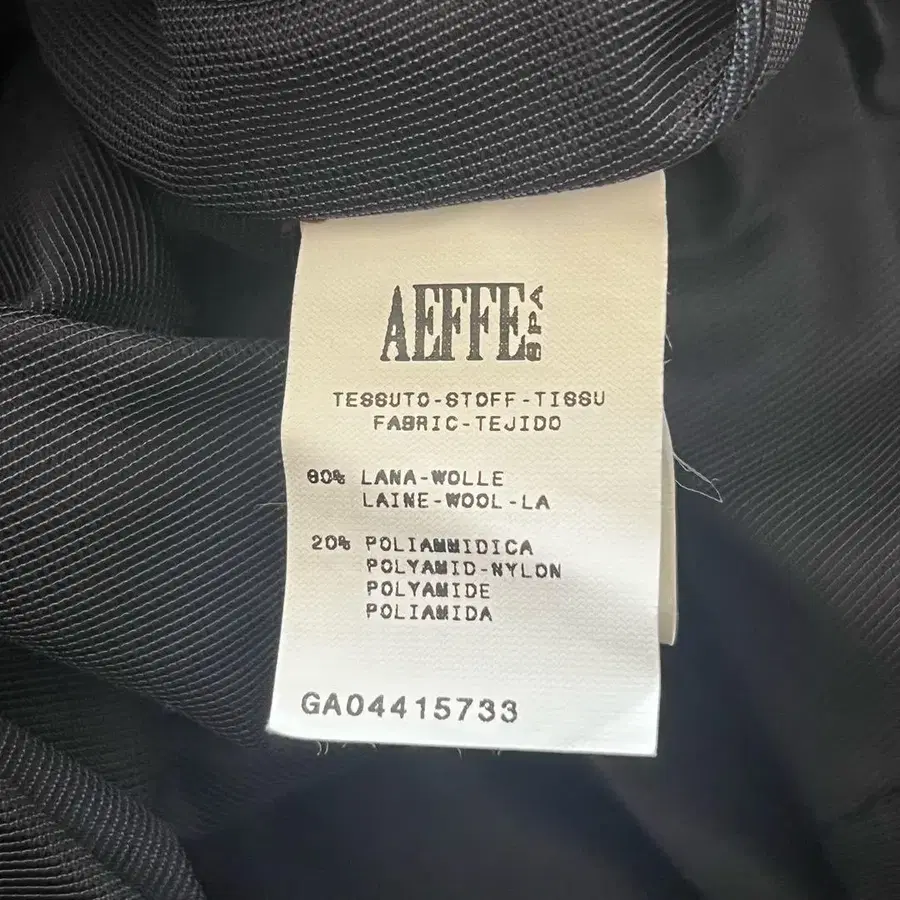 AEFFE SPA
TESSUTO-STOFF-TISSU
FABRIC-TEJIDO
80% LANA-WOLLE
LAINE-WOOL-LA
20% POLIAMMIDICA
POLYAMID-NYLON
POLYAMIDE
POLIAMIDA
GA04415733